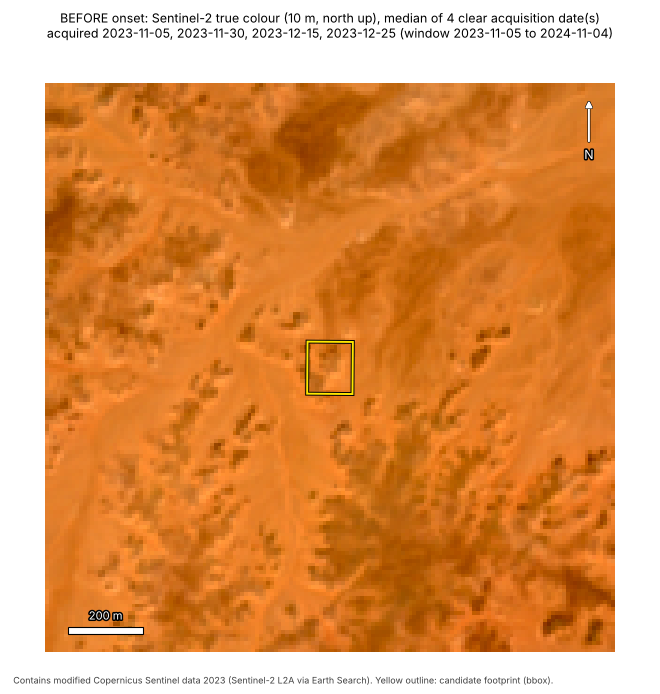 BEFORE onset: Sentinel-2 true colour (10 m, north up), median of 4 clear acquisition date(s)
acquired 2023-11-05, 2023-11-30, 2023-12-15, 2023-12-25 (window 2023-11-05 to 2024-11-04)
N
200 m
Contains modified Copernicus Sentinel data 2023 (Sentinel-2 L2A via Earth Search). Yellow outline: candidate footprint (bbox).